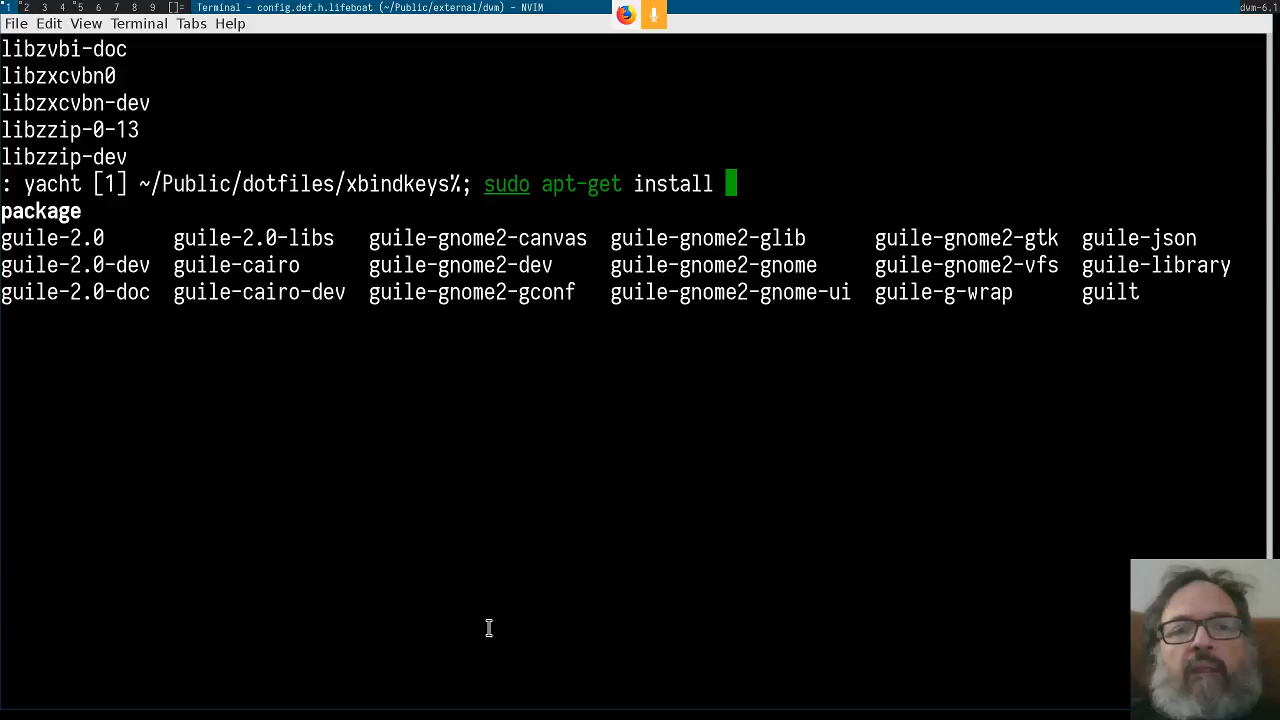 1 2 3 4 5 6 7 8 9 []= Terminal - config.def.h.lifeboat (~/Public/external/dwm) - NVIM dwm-6.1
File Edit View Terminal Tabs Help
libzvbi-doc
libzxcvbn0
libzxcvbn-dev
libzzip-0-13
libzzip-dev
: yacht [1] ~/Public/dotfiles/xbindkeys%; sudo apt-get install
package
guile-2.0 guile-2.0-libs guile-gnome2-canvas guile-gnome2-glib guile-gnome2-gtk guile-json
guile-2.0-dev guile-cairo guile-gnome2-dev guile-gnome2-gnome guile-gnome2-vfs guile-library
guile-2.0-doc guile-cairo-dev guile-gnome2-gconf guile-gnome2-gnome-ui guile-g-wrap guilt